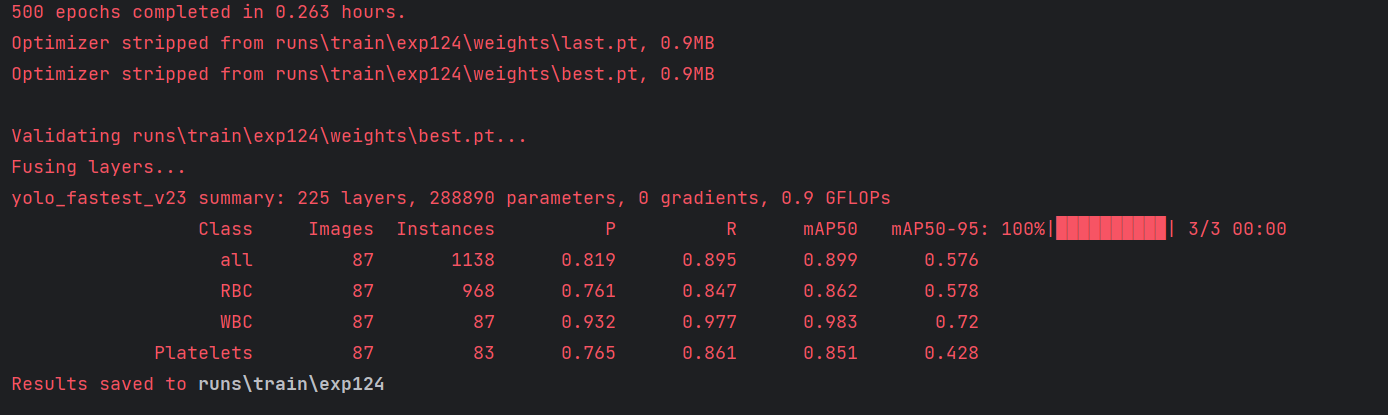 500 epochs completed in 0.263 hours.
Optimizer stripped from runs\train\exp124\weights\last.pt, 0.9MB
Optimizer stripped from runs\train\exp124\weights\best.pt, 0.9MB
Validating runs\train\exp124\weights\best.pt...
Fusing layers...
yolo_fastest_v23 summary: 225 layers, 288890 parameters, 0 gradients, 0.9 GFLOPs
Class Images Instances P R mAP50 mAP50-95: 100%|██████████| 3/3 00:00
all 87 1138 0.819 0.895 0.899 0.576
RBC 87 968 0.761 0.847 0.862 0.578
WBC 87 87 0.932 0.977 0.983 0.72
Platelets 87 83 0.765 0.861 0.851 0.428
Results saved to runs\train\exp124